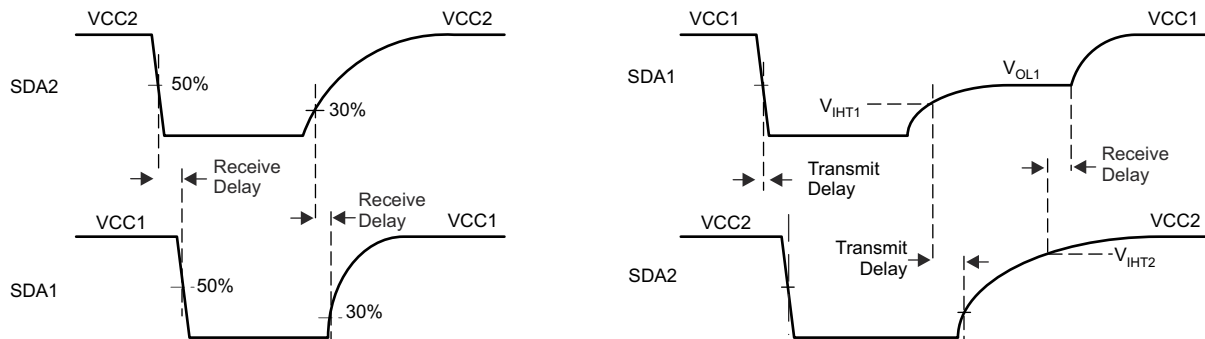 VCC2
VCC2
SDA2
50%
30%
Receive
Delay
Receive
Delay
VCC1
VCC1
SDA1
50%
30%
VCC1
VCC1
SDA1
VOL1
VIHT1
Transmit
Delay
Receive
Delay
VCC2
VCC2
Transmit
Delay
SDA2
VIHT2